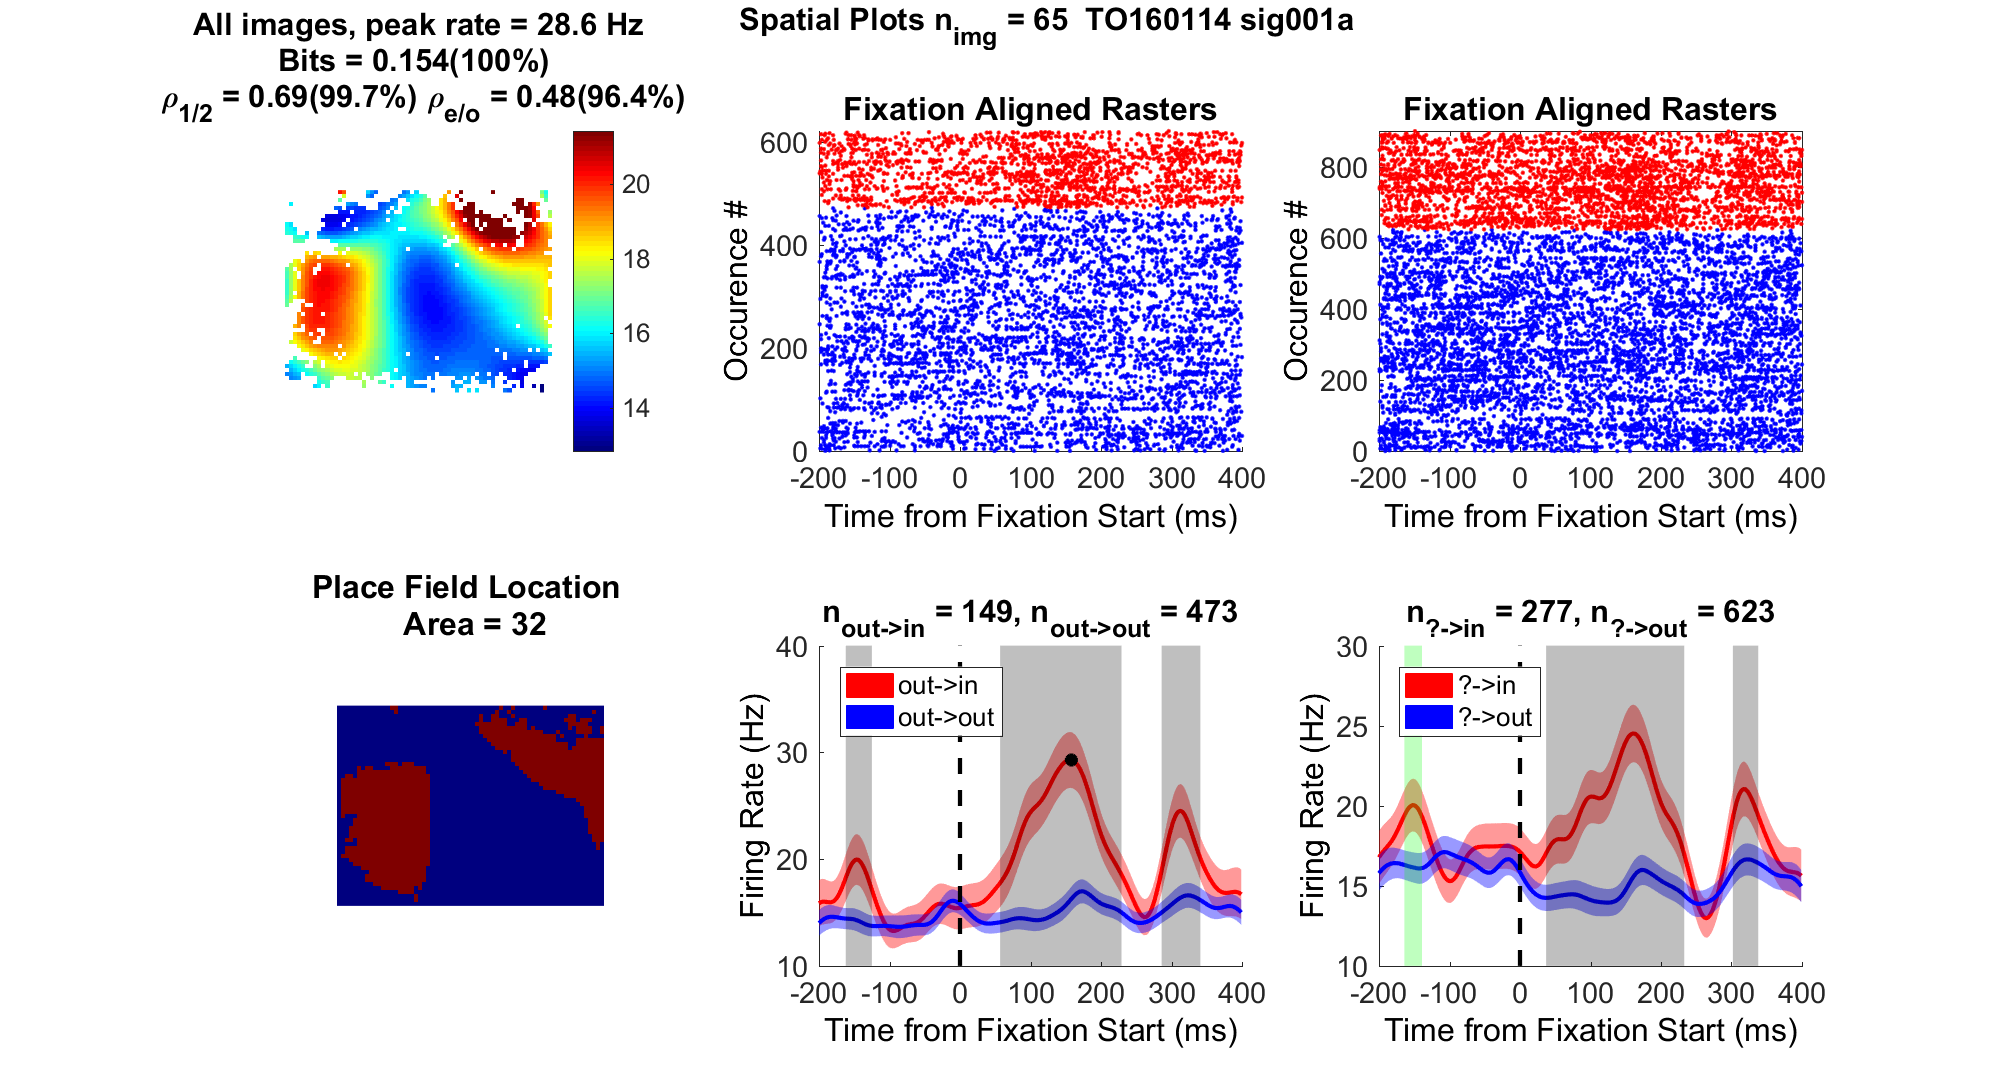 All images, peak rate = 28.6 Hz
Bits = 0.154(100%)
ρ1/2 = 0.69(99.7%) ρe/o = 0.48(96.4%)
20
18
16
14
Spatial Plots nimg = 65 TO160114 sig001a
Fixation Aligned Rasters
Occurence #
600
400
200
0
-200 -100 0 100 200 300 400
Time from Fixation Start (ms)
Fixation Aligned Rasters
Occurence #
800
600
400
200
0
-200 -100 0 100 200 300 400
Time from Fixation Start (ms)
Place Field Location
Area = 32
nout->in = 149, nout->out = 473
Firing Rate (Hz)
40
30
20
10
out->in
out->out
-200 -100 0 100 200 300 400
Time from Fixation Start (ms)
n?->in = 277, n?->out = 623
Firing Rate (Hz)
30
25
20
15
10
?->in
?->out
-200 -100 0 100 200 300 400
Time from Fixation Start (ms)